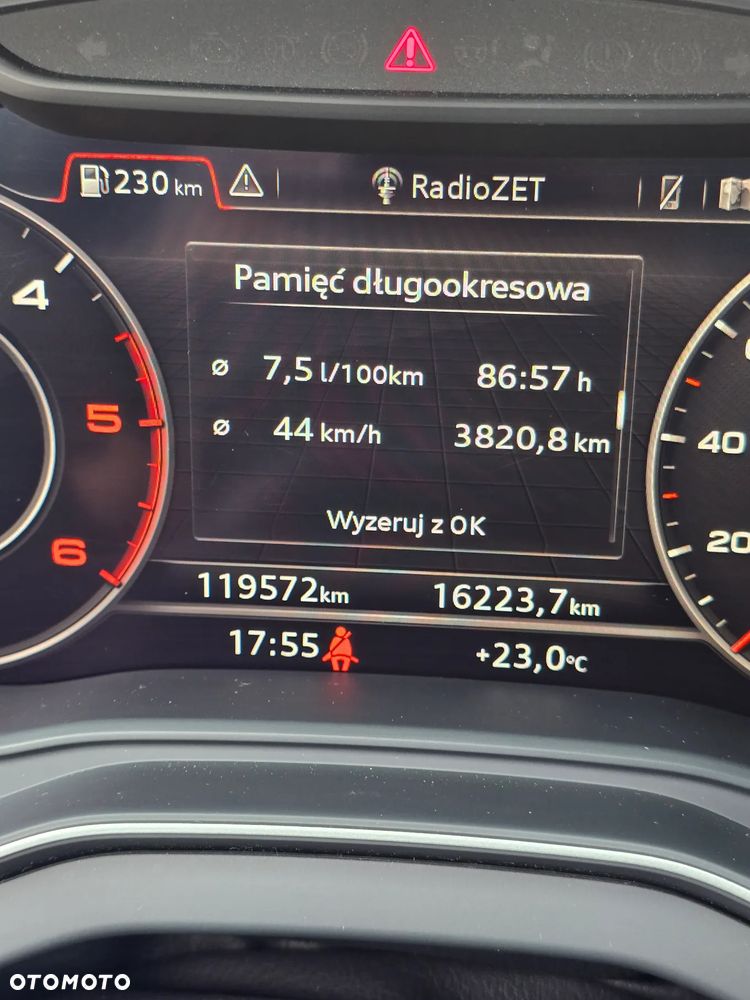 230 km
RadioZET
4
5
6
Pamięć długookresowa
ø 7,5 l/100km 86:57 h
ø 44 km/h 3820,8 km
Wyzeruj z OK
40
20
119572km 16223,7km
17:55 +23,0°C
OTOMOTO